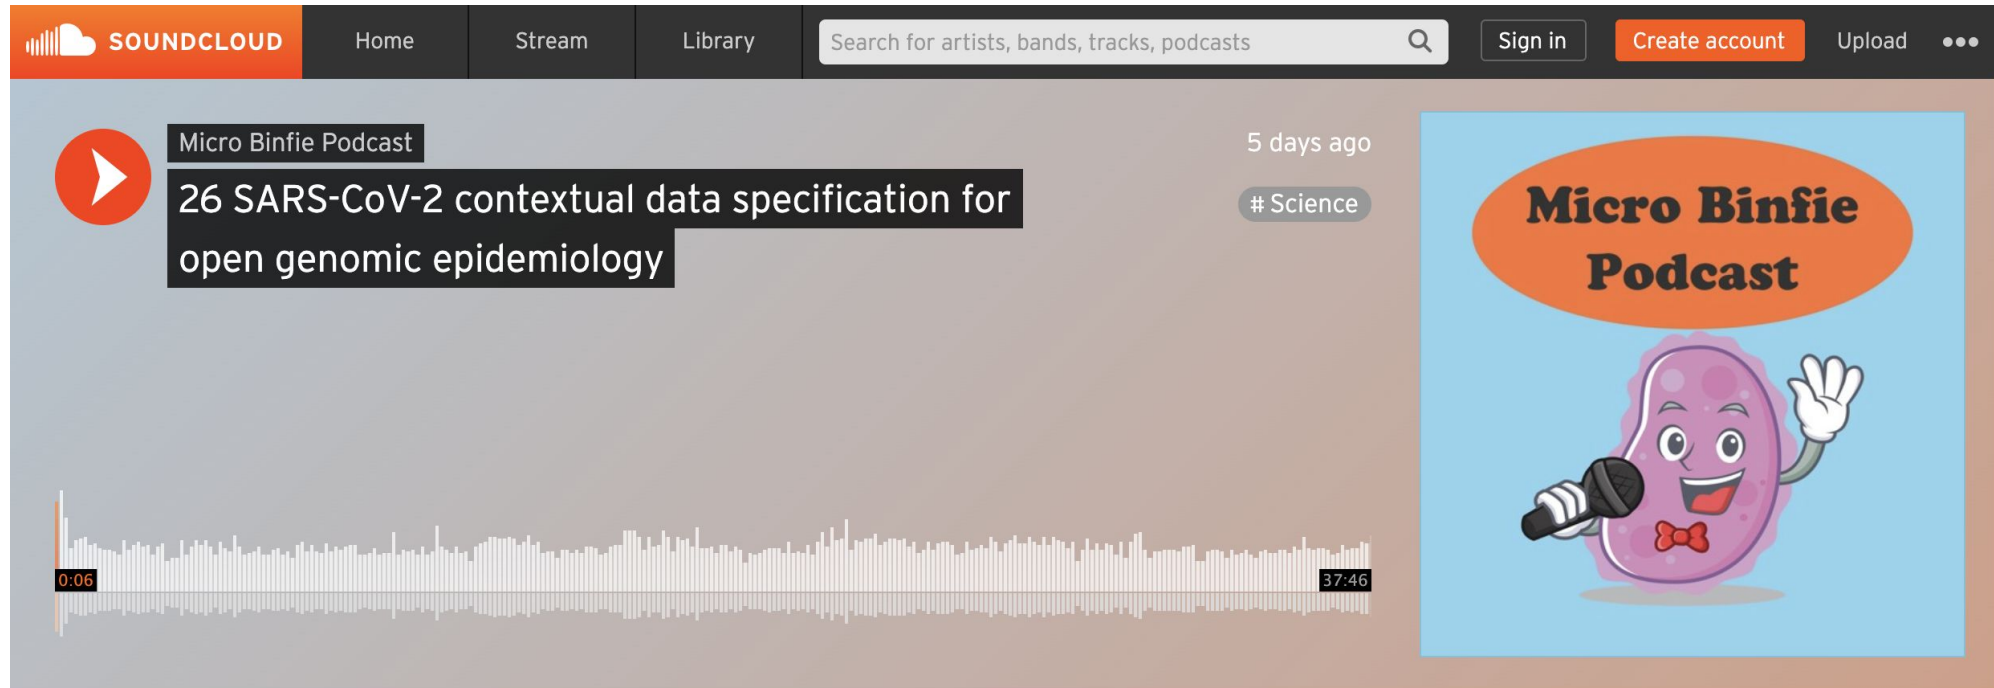 SOUNDCLOUD
Home
Stream
Library
Search for artists, bands, tracks, podcasts
Sign in
Create account
Upload
Micro Binfie Podcast
26 SARS-CoV-2 contextual data specification for
open genomic epidemiology
5 days ago
# Science
0:06
37:46
Micro Binfie
Podcast